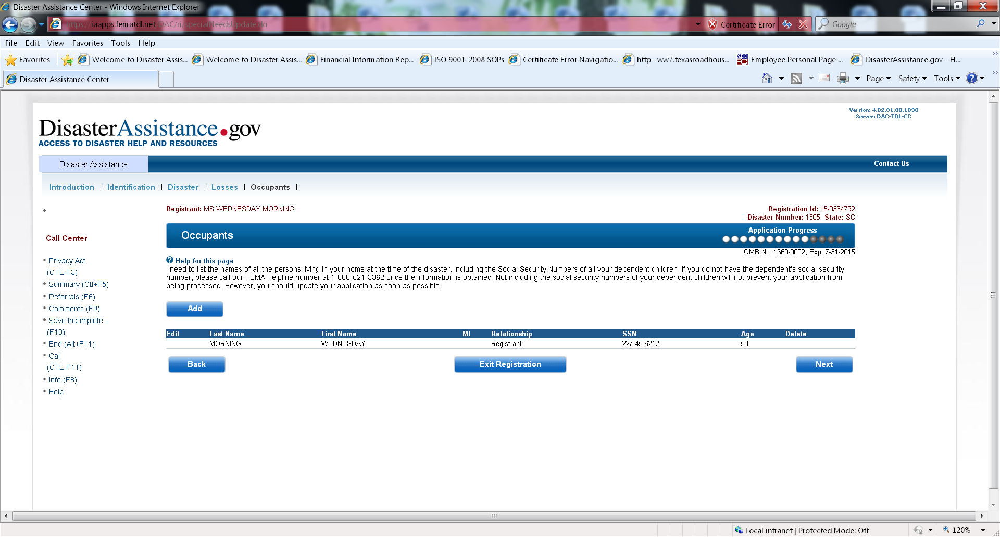 Disaster Assistance Center - Windows Internet Explorer
https://iaapps.fematdl.net/DAC/ri/specialNeedsUpdate.do
Certificate Error
Google
File Edit View Favorites Tools Help
Favorites
Welcome to Disaster Assis...
Welcome to Disaster Assis...
Financial Information Rep...
ISO 9001-2008 SOPs
Certificate Error Navigatio...
http--ww7.texasroadhous...
Employee Personal Page ...
DisasterAssistance.gov - H...
Disaster Assistance Center
Page Safety Tools
Version: 4.02.01.00.1090
Server: DAC-TDL-CC
DisasterAssistance.gov
ACCESS TO DISASTER HELP AND RESOURCES
Disaster Assistance
Contact Us
Introduction | Identification | Disaster | Losses | Occupants |
Registrant: MS WEDNESDAY MORNING
Registration Id: 15-0334792
Disaster Number: 1305 State: SC
Call Center
Privacy Act
(CTL-F3)
Summary (Ctl+F5)
Referrals (F6)
Comments (F9)
Save Incomplete
(F10)
End (Alt+F11)
Cal
(CTL-F11)
Info (F8)
Help
Occupants
Application Progress
OMB No. 1660-0002, Exp. 7-31-2015
Help for this page
I need to list the names of all the persons living in your home at the time of the disaster. Including the Social Security Numbers of all your dependent children. If you do not have the dependent's social security
number, please call our FEMA Helpline number at 1-800-621-3362 once the information is obtained. Not including the social security numbers of your dependent children will not prevent your application from
being processed. However, you should update your application as soon as possible.
Add
Edit Last Name First Name MI Relationship SSN Age Delete
MORNING WEDNESDAY Registrant 227-45-6212 53
Back
Exit Registration
Next
Local intranet | Protected Mode: Off
120%